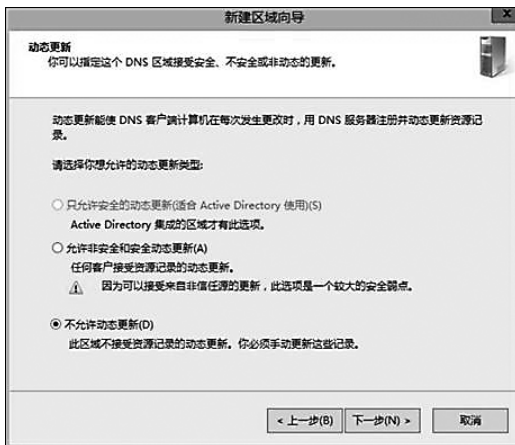 新建区域向导
动态更新
你可以指定这个 DNS 区域接受安全、不安全或非动态的更新。
动态更新能使 DNS 客户端计算机在每次发生更改时，用 DNS 服务器注册并动态更新资源记
录。
请选择你想允许的动态更新类型:
只允许安全的动态更新(适合 Active Directory 使用)(S)
Active Directory 集成的区域才有此选项。
允许非安全和安全动态更新(A)
任何客户接受资源记录的动态更新。
因为可以接受来自非信任源的更新，此选项是一个较大的安全弱点。
不允许动态更新(D)
此区域不接受资源记录的动态更新。你必须手动更新这些记录。
< 上一步(B) 下一步(N) > 取消